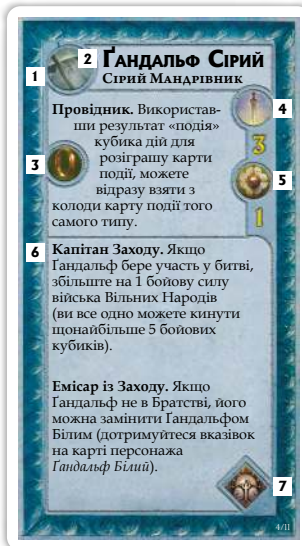 1
2
Ґандальф Сірий
Сірий Мандрівник
Провідник. Використав-
ши результат «подія»
кубика дій для
розіграшу карти
події, можете
відразу взяти з
колоди карту події того
самого типу.
3
4
3
5
1
6
Капітан Заходу. Якщо
Ґандальф бере участь у битві,
збільште на 1 бойову силу
війська Вільних Народів
(ви все одно можете кинути
щонайбільше 5 бойових
кубиків).
Емісар із Заходу. Якщо
Ґандальф не в Братстві, його
можна замінити Ґандальфом
Білим (дотримуйтеся вказівок
на карті персонажа
Ґандальф Білий).
7
4/11